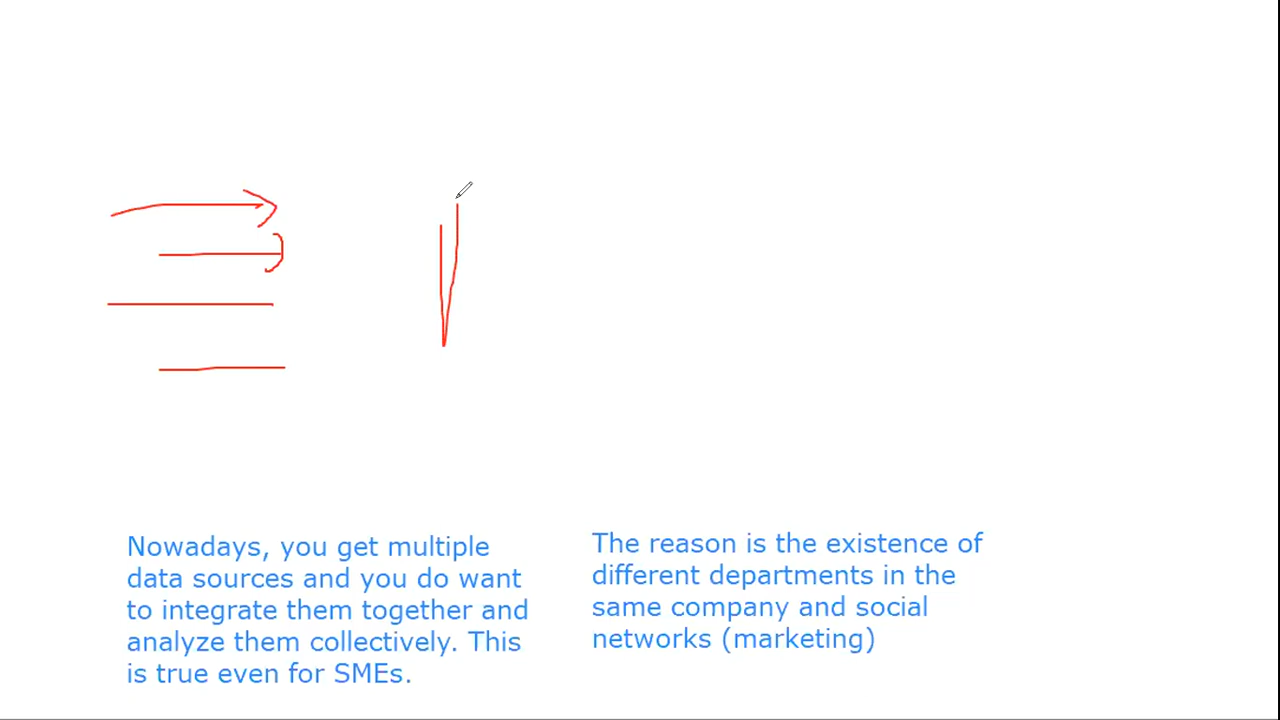 Nowadays, you get multiple
data sources and you do want
to integrate them together and
analyze them collectively. This
is true even for SMEs.
The reason is the existence of
different departments in the
same company and social
networks (marketing)